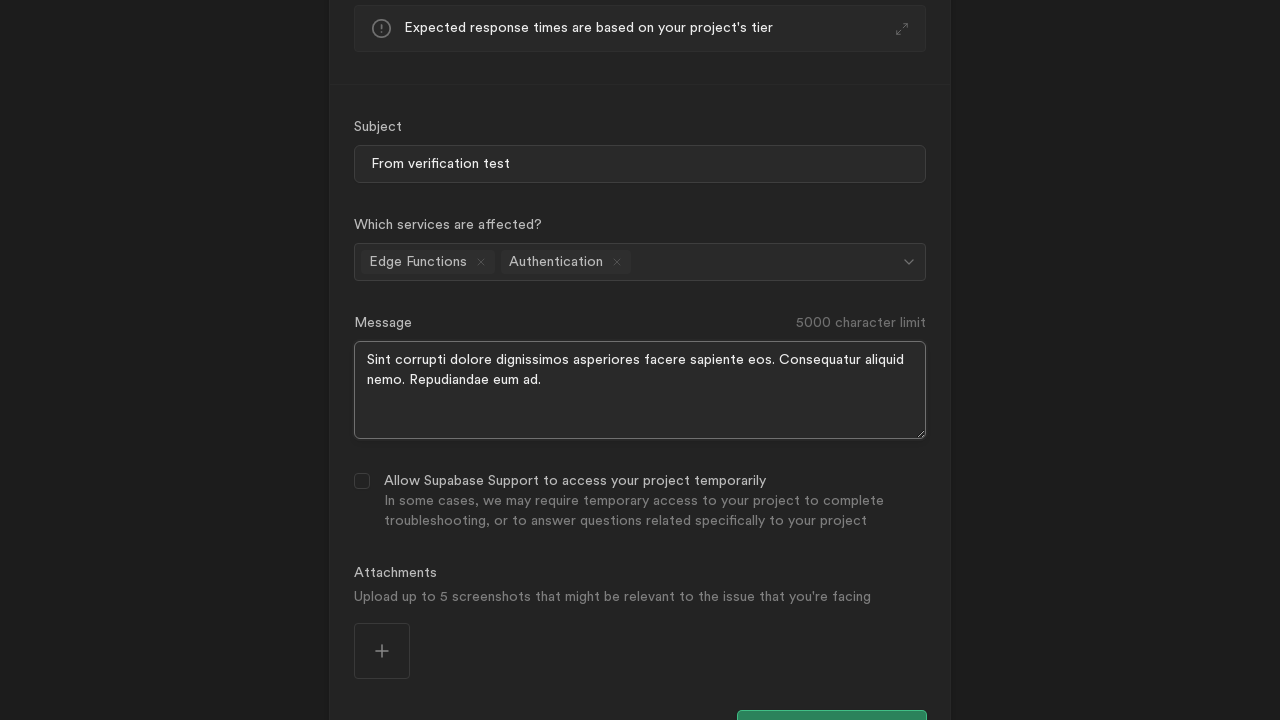 Expected response times are based on your project's tier
Subject
From verification test
Which services are affected?
Edge Functions Authentication
Message 5000 character limit
Sint corrupti dolore dignissimos asperiores facere sapiente eos. Consequatur aliquid
nemo. Repudiandae eum ad.
Allow Supabase Support to access your project temporarily
In some cases, we may require temporary access to your project to complete
troubleshooting, or to answer questions related specifically to your project
Attachments
Upload up to 5 screenshots that might be relevant to the issue that you're facing